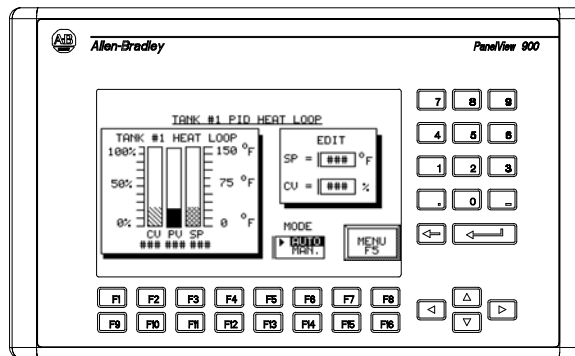 A·B
Allen-Bradley
PanelView 900
TANK #1 PID HEAT LOOP
TANK #1 HEAT LOOP
100% 150 °F
50% 75 °F
0% 0 °F
CV PV SP
### ### ###
EDIT
SP = ### °F
CV = ### %
MODE
AUTO
MAN.
MENU
F5
7 8 9
4 5 6
1 2 3
. 0 -
F1 F2 F3 F4 F5 F6 F7 F8
F9 F10 F11 F12 F13 F14 F15 F16